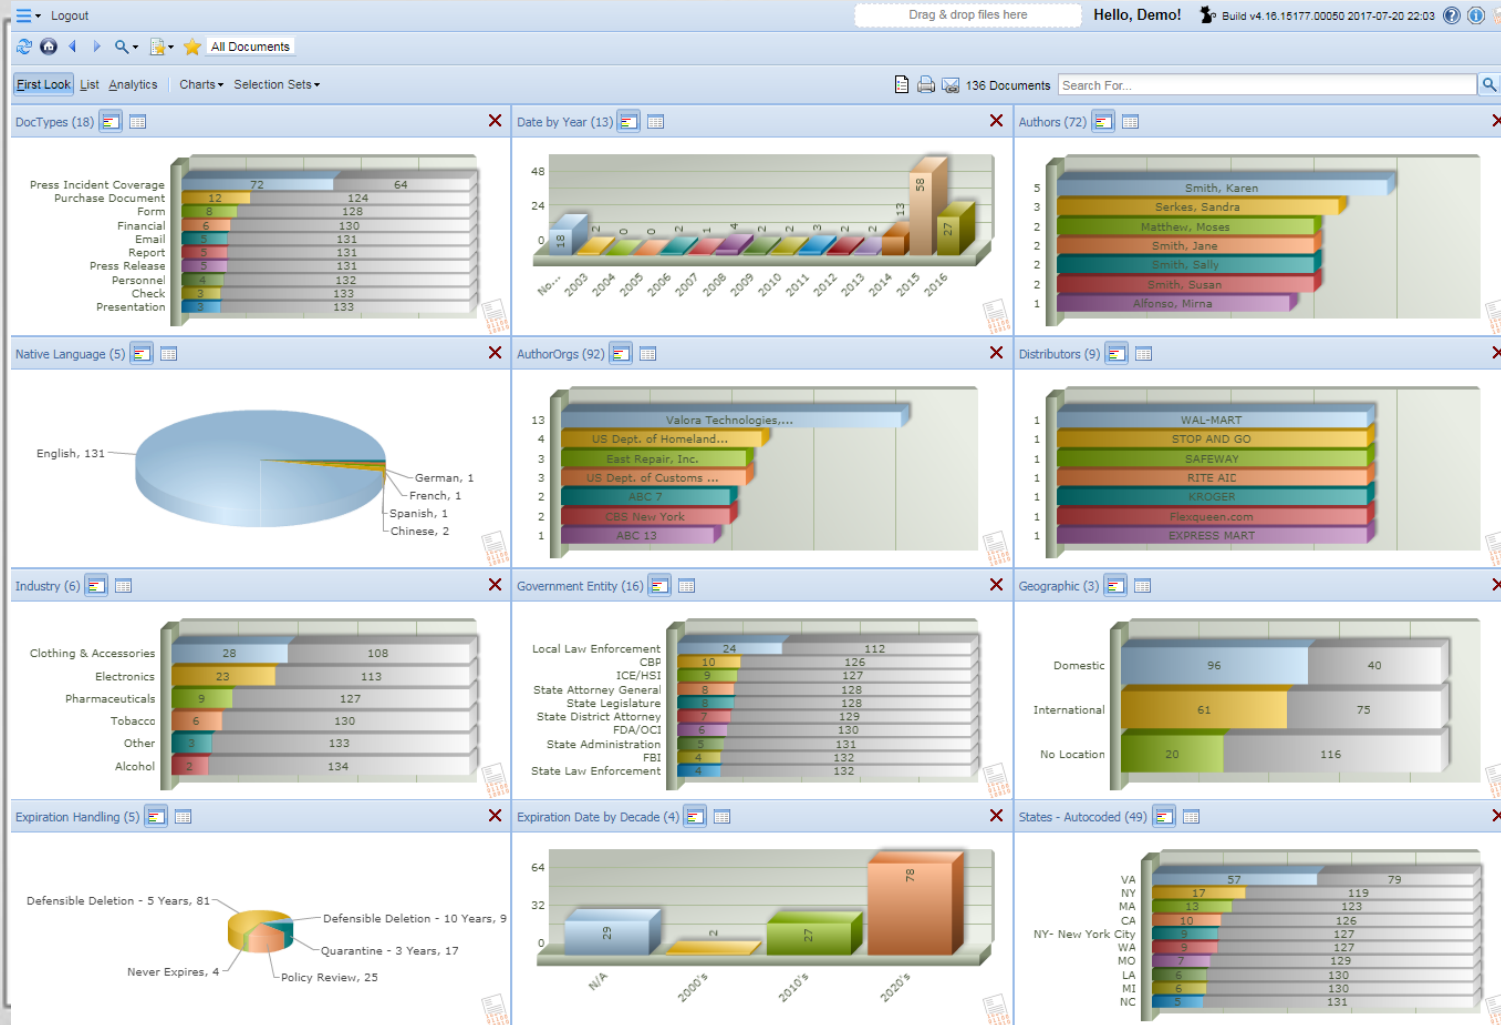 Logout
Drag & drop files here
Hello, Demo!
Build v4.16.15177.00050 2017-07-20 22:03
All Documents
First Look List Analytics Charts Selection Sets
136 Documents
Search For...
DocTypes (18)
Press Incident Coverage 72 64
Purchase Document 12 124
Form 8 128
Financial 6 130
Email 5 131
Report 5 131
Press Release 5 131
Personnel 4 132
Check 3 133
Presentation 3 133
Date by Year (13)
48
24
0
18 2 0 0 2 1 4 2 2 3 2 2 13 58 27
No... 2003 2004 2005 2006 2007 2008 2009 2010 2011 2012 2013 2014 2015 2016
Authors (72)
5 Smith, Karen
3 Serkes, Sandra
2 Matthew, Moses
2 Smith, Jane
2 Smith, Sally
2 Smith, Susan
1 Alfonso, Mirna
Native Language (5)
English, 131
German, 1
French, 1
Spanish, 1
Chinese, 2
AuthorOrgs (92)
13 Valora Technologies,...
4 US Dept. of Homeland...
3 East Repair, Inc.
3 US Dept. of Customs ...
2 ABC 7
2 CBS New York
1 ABC 13
Distributors (9)
1 WAL-MART
1 STOP AND GO
1 SAFEWAY
1 RITE AID
1 KROGER
1 Flexqueen.com
1 EXPRESS MART
Industry (6)
Clothing & Accessories 28 108
Electronics 23 113
Pharmaceuticals 9 127
Tobacco 6 130
Other 3 133
Alcohol 2 134
Government Entity (16)
Local Law Enforcement 24 112
CBP 10 126
ICE/HSI 9 127
State Attorney General 8 128
State Legislature 8 128
State District Attorney 7 129
FDA/OCI 6 130
State Administration 5 131
FBI 4 132
State Law Enforcement 4 132
Geographic (3)
Domestic 96 40
International 61 75
No Location 20 116
Expiration Handling (5)
Defensible Deletion - 5 Years, 81
Defensible Deletion - 10 Years, 9
Quarantine - 3 Years, 17
Never Expires, 4
Policy Review, 25
Expiration Date by Decade (4)
64
32
0
29 2 27 78
N/A 2000's 2010's 2020's
States - Autocoded (49)
VA 57 79
NY 17 119
MA 13 123
CA 10 126
NY- New York City 9 127
WA 9 127
MO 7 129
LA 6 130
MI 6 130
NC 5 131